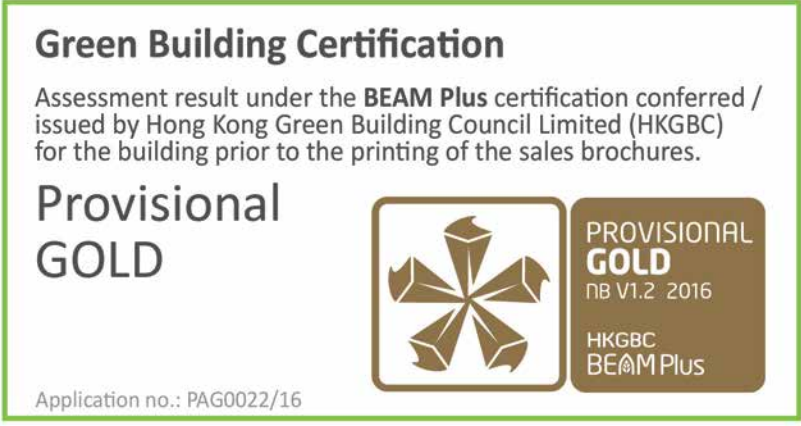 Green Building Certification
Assessment result under the BEAM Plus certification conferred /
issued by Hong Kong Green Building Council Limited (HKGBC)
for the building prior to the printing of the sales brochures.
Provisional
GOLD
PROVISIONAL
GOLD
NB V1.2 2016
HKGBC
BEAM Plus
Application no.: PAG0022/16